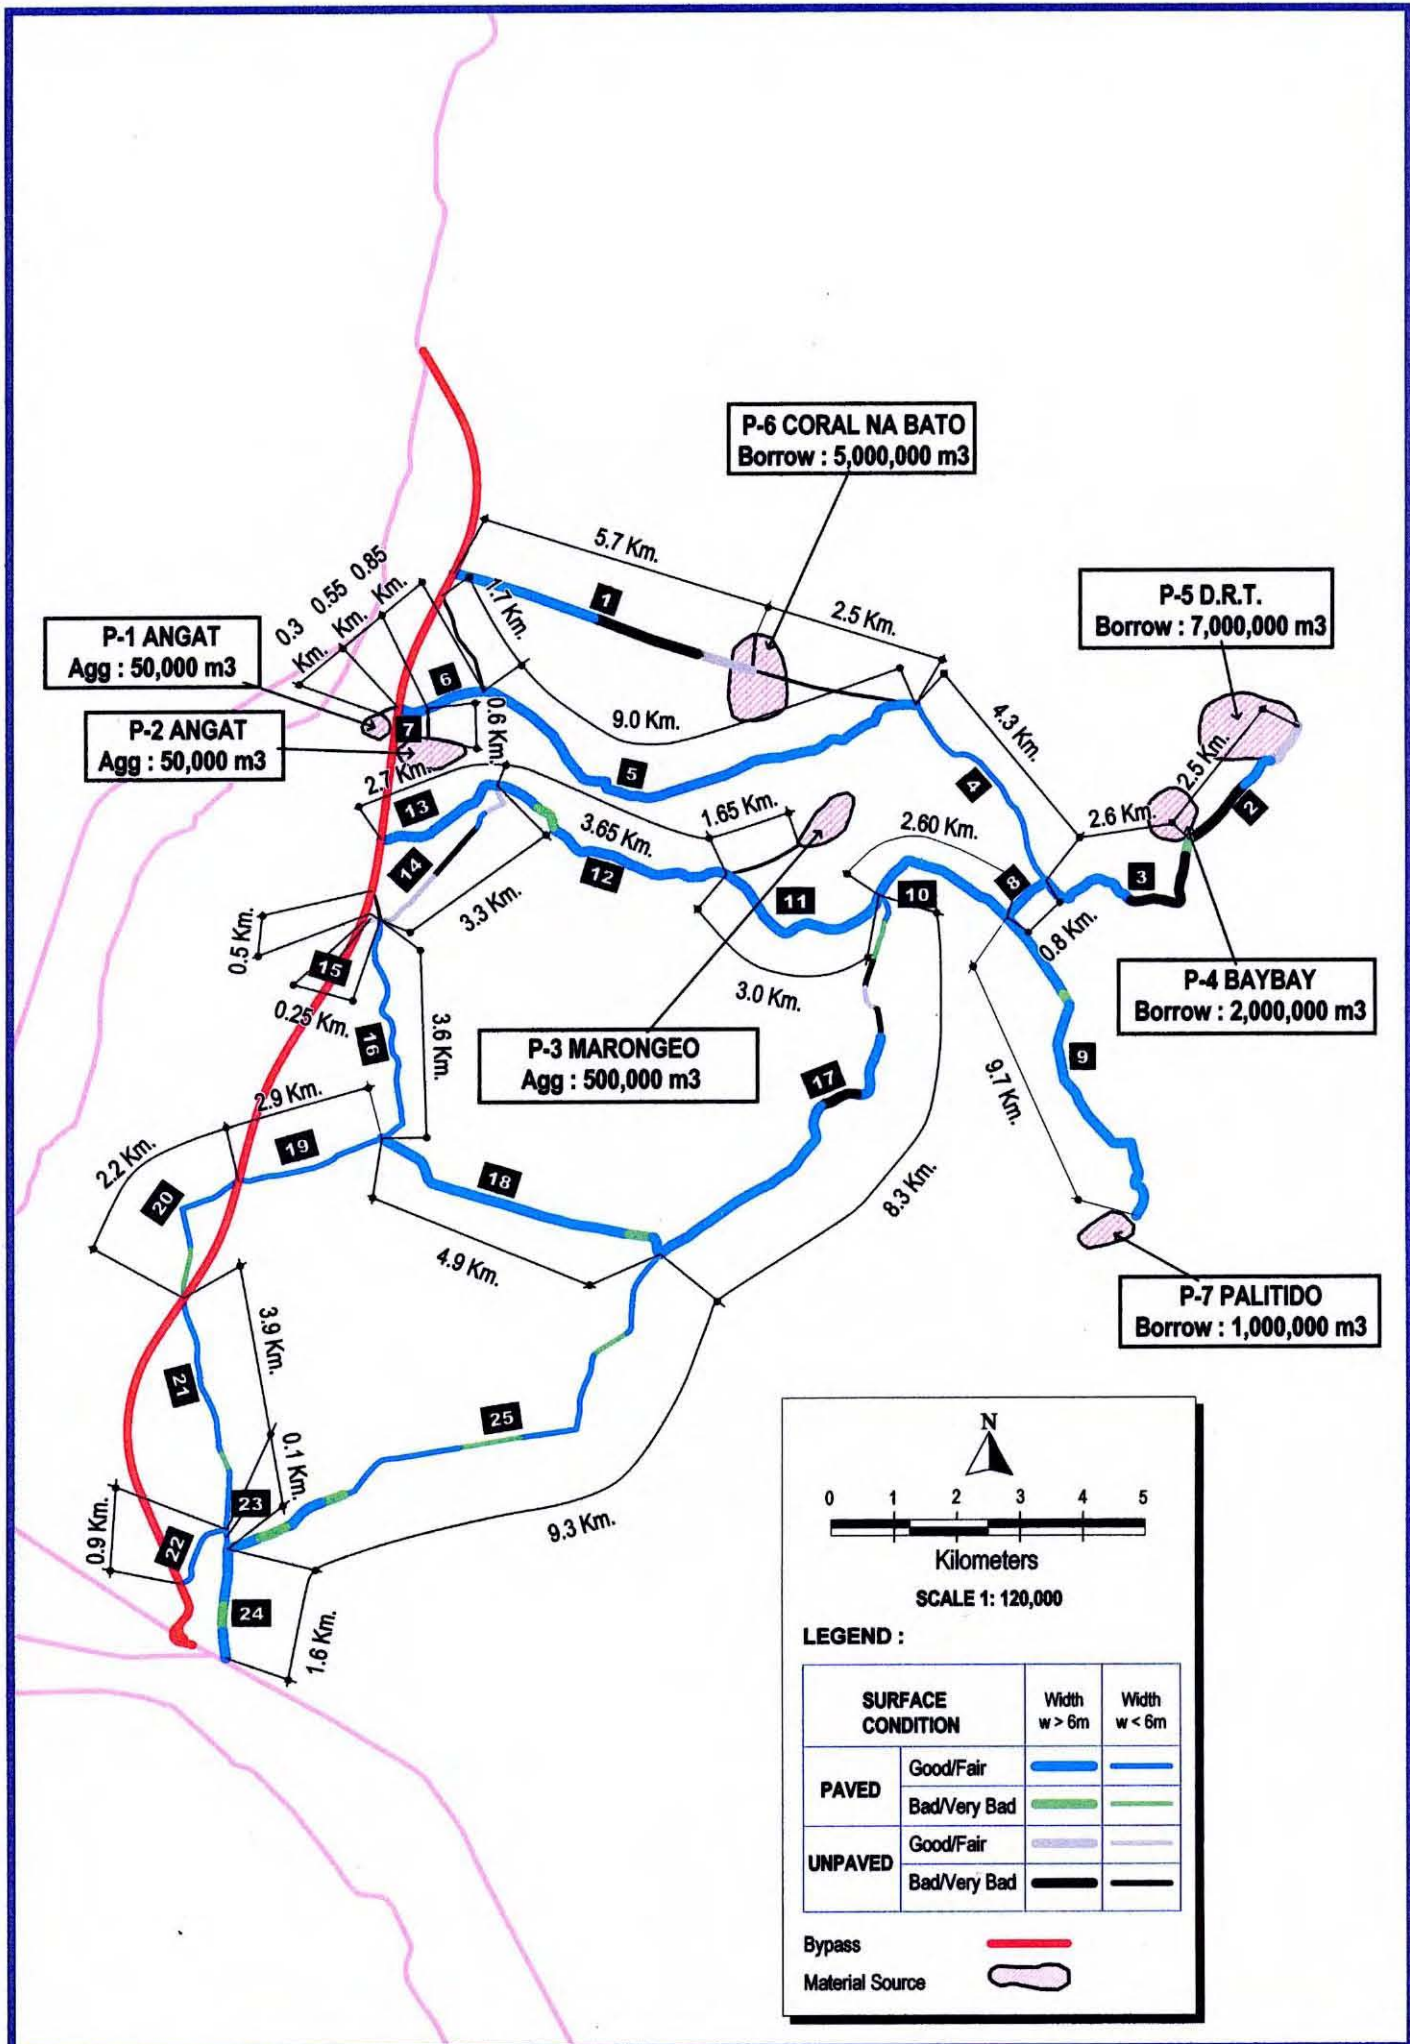 P-6 CORAL NA BATO
Borrow : 5,000,000 m3
5.7 Km.
0.3 0.55 0.85
Km. Km. Km.
1.7 Km.
1
P-5 D.R.T.
Borrow : 7,000,000 m3
2.5 Km.
P-1 ANGAT
Agg : 50,000 m3
6
0.6 Km.
9.0 Km.
4.3 Km.
P-2 ANGAT
Agg : 50,000 m3
7
2.7 Km.
5
4
2.5 Km.
2
13
1.65 Km.
2.60 Km.
2.6 Km.
3.65 Km.
14
12
11
10
8
3
3.3 Km.
0.8 Km.
0.5 Km.
15
0.25 Km.
3.0 Km.
P-4 BAYBAY
Borrow : 2,000,000 m3
16
3.6 Km.
P-3 MARONGEO
Agg : 500,000 m3
9
17
9.7 Km.
2.9 Km.
2.2 Km.
19
20
18
8.3 Km.
4.9 Km.
P-7 PALITIDO
Borrow : 1,000,000 m3
3.9 Km.
21
25
0.1 Km.
23
0.9 Km.
22
9.3 Km.
24
1.6 Km.
N
0 1 2 3 4 5
Kilometers
SCALE 1: 120,000
LEGEND :
SURFACE CONDITION
Width w > 6m
Width w < 6m
PAVED
Good/Fair
Bad/Very Bad
UNPAVED
Good/Fair
Bad/Very Bad
Bypass
Material Source